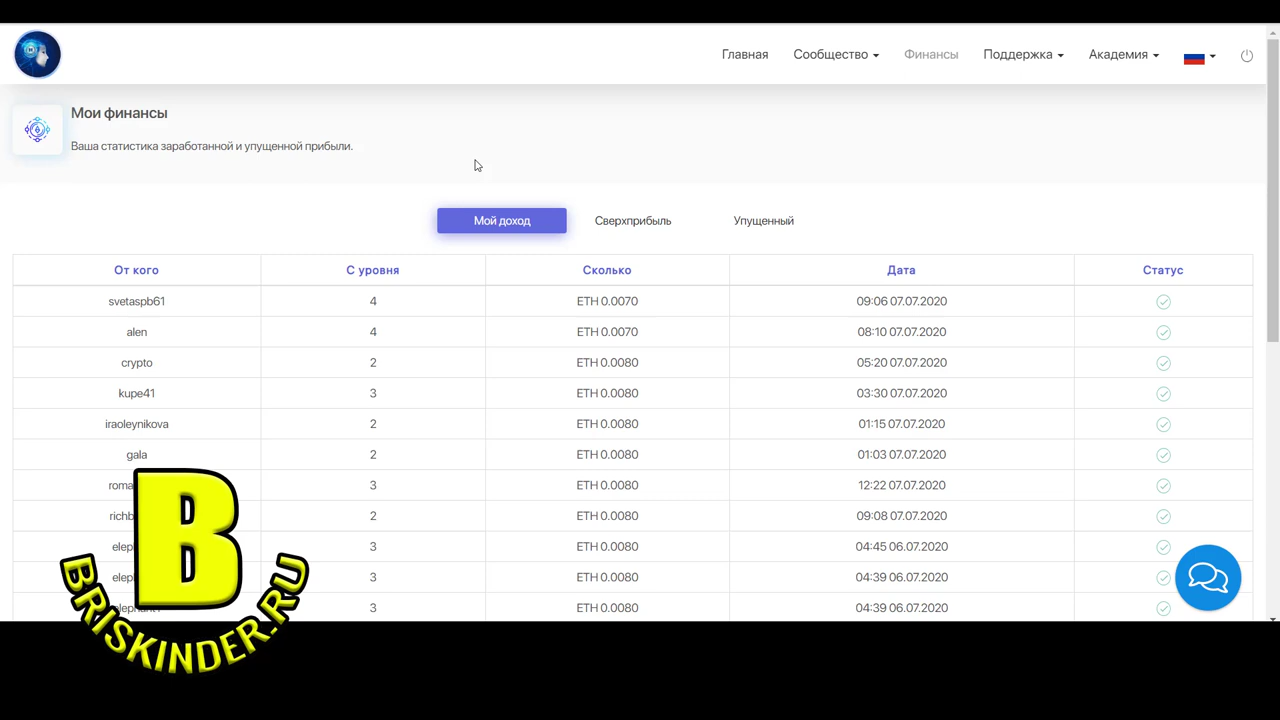 Главная Сообщество Финансы Поддержка Академия
Мои финансы
Ваша статистика заработанной и упущенной прибыли.
Мой доход Сверхприбыль Упущенный
От кого С уровня Сколько Дата Статус
svetaspb61 4 ETH 0.0070 09:06 07.07.2020
alen 4 ETH 0.0070 08:10 07.07.2020
crypto 2 ETH 0.0080 05:20 07.07.2020
kupe41 3 ETH 0.0080 03:30 07.07.2020
iraoleynikova 2 ETH 0.0080 01:15 07.07.2020
gala 2 ETH 0.0080 01:03 07.07.2020
3 ETH 0.0080 12:22 07.07.2020
2 ETH 0.0080 09:08 07.07.2020
3 ETH 0.0080 04:45 06.07.2020
3 ETH 0.0080 04:39 06.07.2020
3 ETH 0.0080 04:39 06.07.2020
B
BRISKINDER.RU